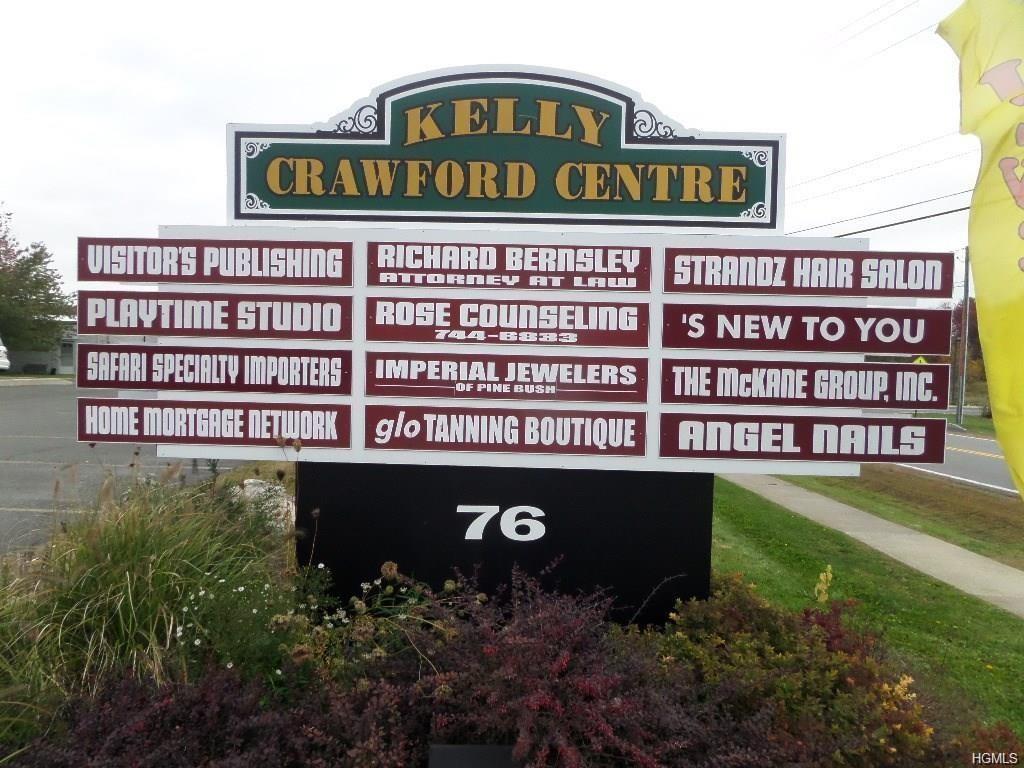 KELLY
CRAWFORD CENTRE
VISITOR'S PUBLISHING
RICHARD BERNSLEY
ATTORNEY AT LAW
STRANDZ HAIR SALON
PLAYTIME STUDIO
ROSE COUNSELING
744-8833
'S NEW TO YOU
SAFARI SPECIALTY IMPORTERS
IMPERIAL JEWELERS
OF PINE BUSH
THE McKANE GROUP, INC.
HOME MORTGAGE NETWORK
glo TANNING BOUTIQUE
ANGEL NAILS
76
HGMLS